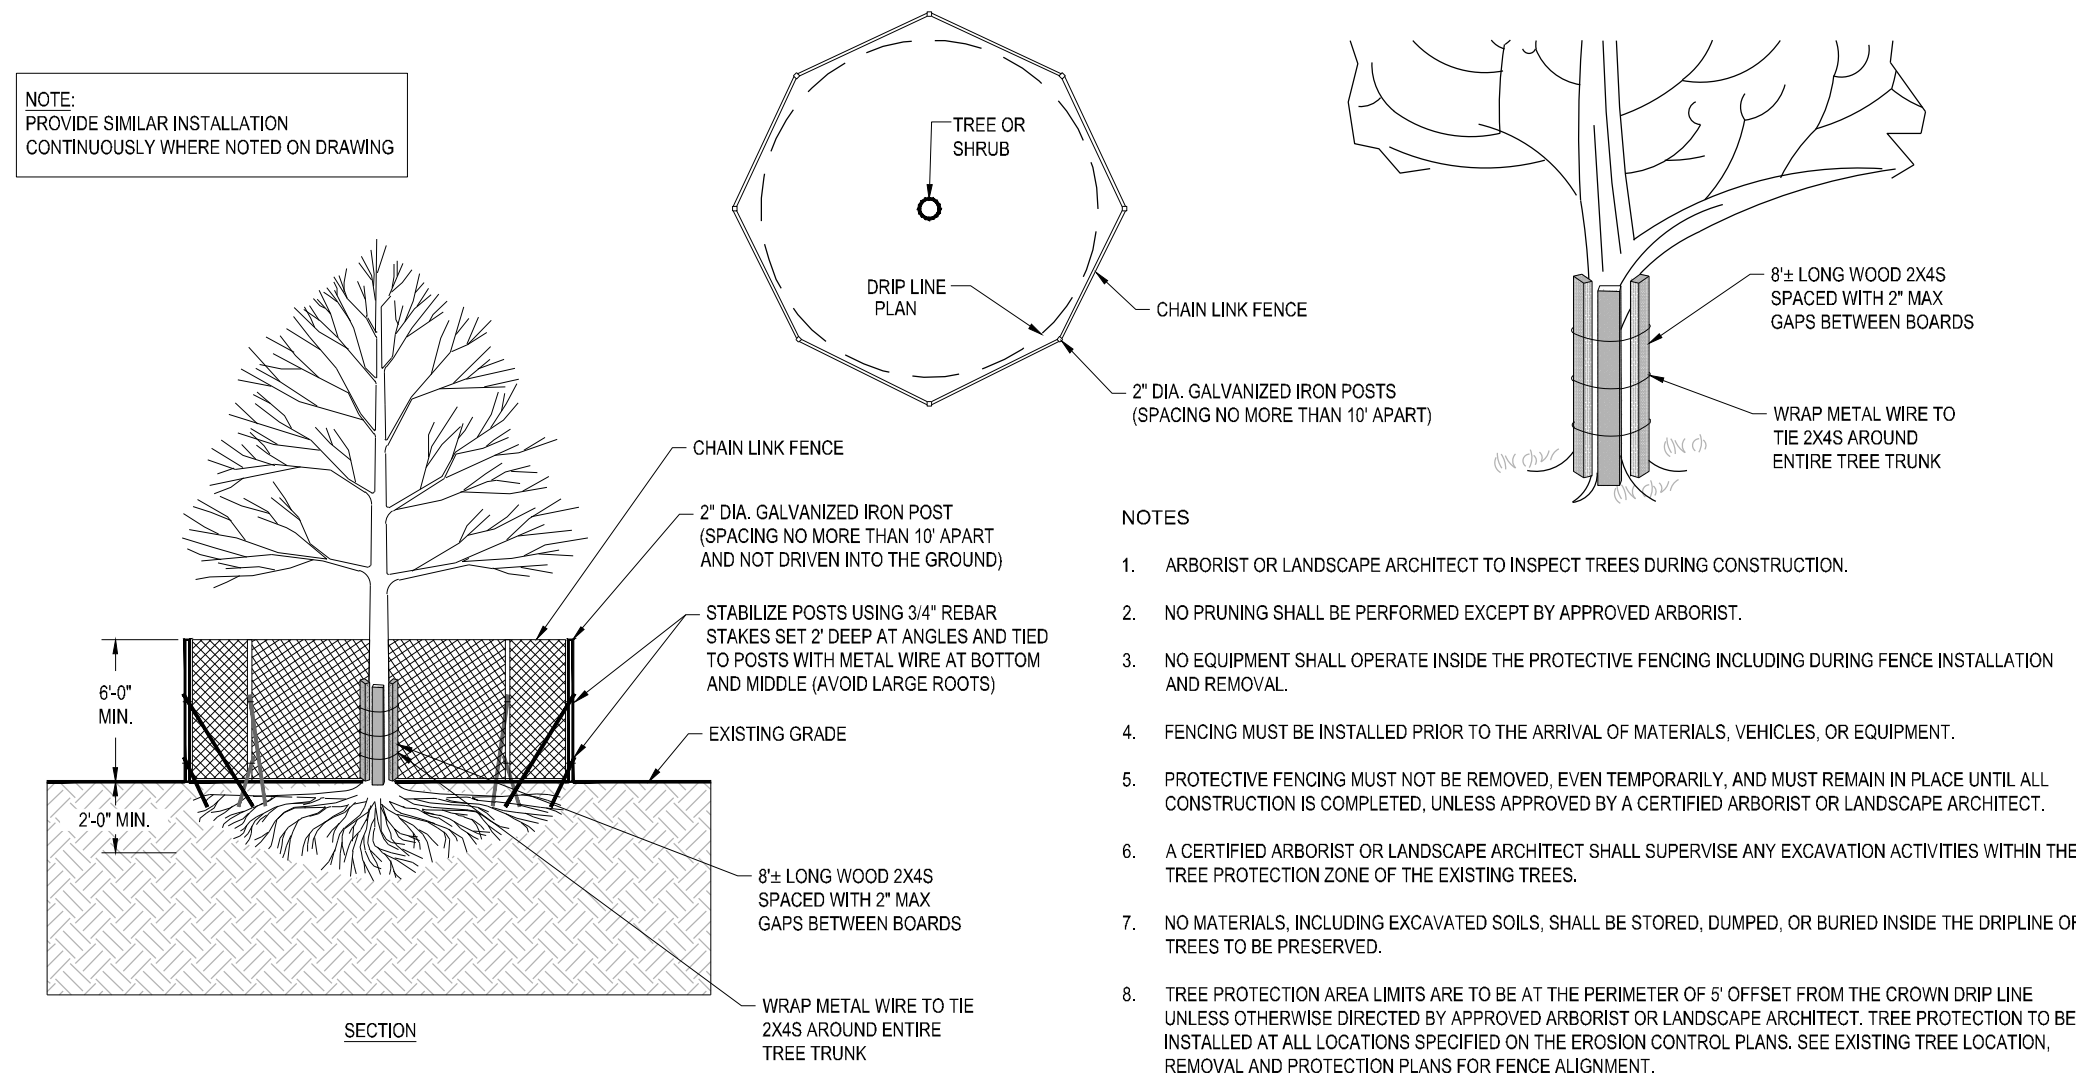 NOTE:
PROVIDE SIMILAR INSTALLATION
CONTINUOUSLY WHERE NOTED ON DRAWING
TREE OR
SHRUB
DRIP LINE
PLAN
CHAIN LINK FENCE
2" DIA. GALVANIZED IRON POSTS
(SPACING NO MORE THAN 10' APART)
8'± LONG WOOD 2X4S
SPACED WITH 2" MAX
GAPS BETWEEN BOARDS
WRAP METAL WIRE TO
TIE 2X4S AROUND
ENTIRE TREE TRUNK
CHAIN LINK FENCE
2" DIA. GALVANIZED IRON POST
(SPACING NO MORE THAN 10' APART
AND NOT DRIVEN INTO THE GROUND)
STABILIZE POSTS USING 3/4" REBAR
STAKES SET 2' DEEP AT ANGLES AND TIED
TO POSTS WITH METAL WIRE AT BOTTOM
AND MIDDLE (AVOID LARGE ROOTS)
EXISTING GRADE
6'-0"
MIN.
2'-0" MIN.
8'± LONG WOOD 2X4S
SPACED WITH 2" MAX
GAPS BETWEEN BOARDS
WRAP METAL WIRE TO TIE
2X4S AROUND ENTIRE
TREE TRUNK
SECTION
NOTES
1. ARBORIST OR LANDSCAPE ARCHITECT TO INSPECT TREES DURING CONSTRUCTION.
2. NO PRUNING SHALL BE PERFORMED EXCEPT BY APPROVED ARBORIST.
3. NO EQUIPMENT SHALL OPERATE INSIDE THE PROTECTIVE FENCING INCLUDING DURING FENCE INSTALLATION
AND REMOVAL.
4. FENCING MUST BE INSTALLED PRIOR TO THE ARRIVAL OF MATERIALS, VEHICLES, OR EQUIPMENT.
5. PROTECTIVE FENCING MUST NOT BE REMOVED, EVEN TEMPORARILY, AND MUST REMAIN IN PLACE UNTIL ALL
CONSTRUCTION IS COMPLETED, UNLESS APPROVED BY A CERTIFIED ARBORIST OR LANDSCAPE ARCHITECT.
6. A CERTIFIED ARBORIST OR LANDSCAPE ARCHITECT SHALL SUPERVISE ANY EXCAVATION ACTIVITIES WITHIN THE
TREE PROTECTION ZONE OF THE EXISTING TREES.
7. NO MATERIALS, INCLUDING EXCAVATED SOILS, SHALL BE STORED, DUMPED, OR BURIED INSIDE THE DRIPLINE OF
TREES TO BE PRESERVED.
8. TREE PROTECTION AREA LIMITS ARE TO BE AT THE PERIMETER OF 5' OFFSET FROM THE CROWN DRIP LINE
UNLESS OTHERWISE DIRECTED BY APPROVED ARBORIST OR LANDSCAPE ARCHITECT. TREE PROTECTION TO BE
INSTALLED AT ALL LOCATIONS SPECIFIED ON THE EROSION CONTROL PLANS. SEE EXISTING TREE LOCATION,
REMOVAL AND PROTECTION PLANS FOR FENCE ALIGNMENT.